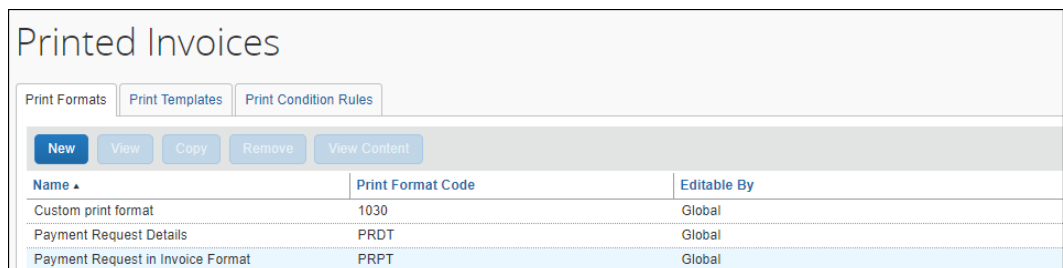 Printed Invoices
Print Formats Print Templates Print Condition Rules
New View Copy Remove View Content
Name ▲ Print Format Code Editable By
Custom print format 1030 Global
Payment Request Details PRDT Global
Payment Request in Invoice Format PRPT Global